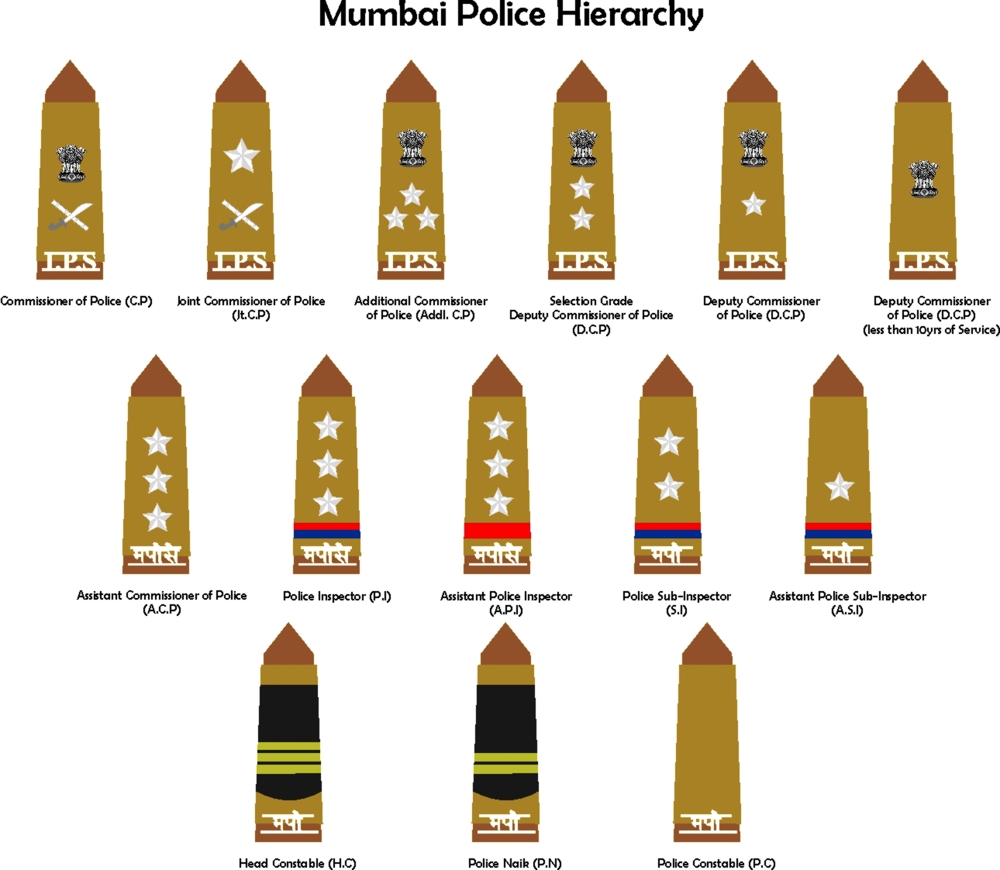 Mumbai Police Hierarchy
I.P.S I.P.S I.P.S I.P.S I.P.S I.P.S
Commissioner of Police (C.P)
Joint Commissioner of Police
(Jt.C.P)
Additional Commissioner
of Police (Addl. C.P)
Selection Grade
Deputy Commissioner of Police
(D.C.P)
Deputy Commissioner
of Police (D.C.P)
Deputy Commissioner
of Police (D.C.P)
(less than 10yrs of Service)
मपोसे मपोसे मपोसे मपो मपो
Assistant Commissioner of Police
(A.C.P)
Police Inspector (P.I)
Assistant Police Inspector
(A.P.I)
Police Sub-Inspector
(S.I)
Assistant Police Sub-Inspector
(A.S.I)
मपो मपो मपो
Head Constable (H.C)
Police Naik (P.N)
Police Constable (P.C)